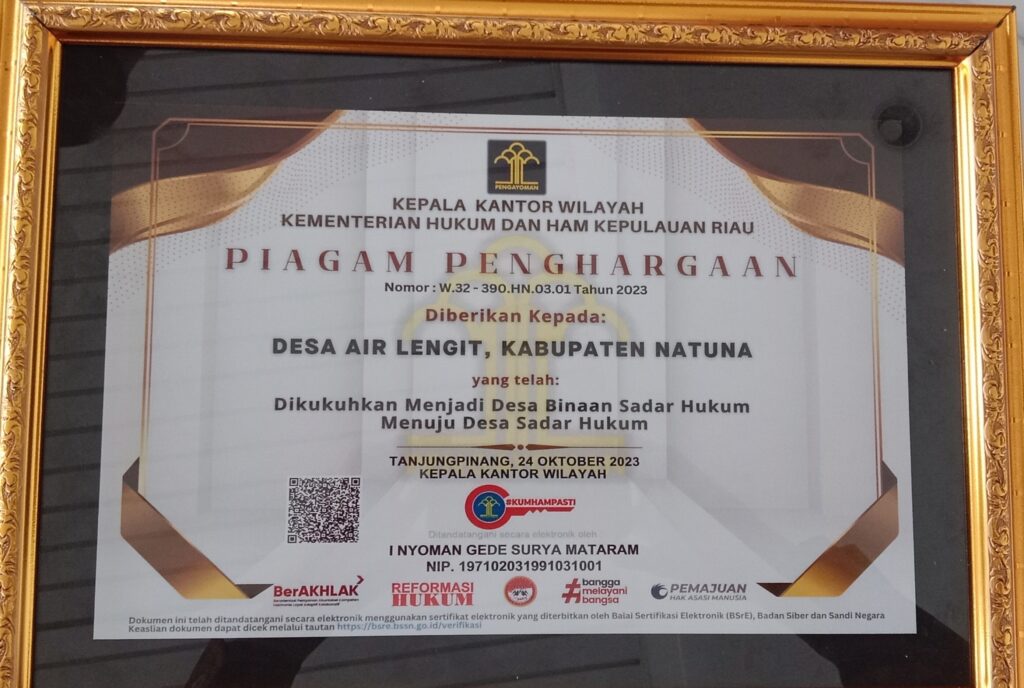 PENGAYOMAN
KEPALA KANTOR WILAYAH
KEMENTERIAN HUKUM DAN HAM KEPULAUAN RIAU
PIAGAM PENGHARGAAN
Nomor : W.32 - 390.HN.03.01 Tahun 2023
Diberikan Kepada:
DESA AIR LENGIT, KABUPATEN NATUNA
yang telah:
Dikukuhkan Menjadi Desa Binaan Sadar Hukum
Menuju Desa Sadar Hukum
TANJUNGPINANG, 24 OKTOBER 2023
KEPALA KANTOR WILAYAH
#KUMHAMPASTI
Ditandatangani secara elektronik oleh
I NYOMAN GEDE SURYA MATARAM
NIP. 197102031991031001
BerAKHLAK
REFORMASI
HUKUM
#bangga
melayani
bangsa
PEMAJUAN
HAK ASASI MANUSIA
Dokumen ini telah ditandatangani secara elektronik menggunakan sertifikat elektronik yang diterbitkan oleh Balai Sertifikasi Elektronik (BSrE), Badan Siber dan Sandi Negara
Keaslian dokumen dapat dicek melalui tautan https://bsre.bssn.go.id/verifikasi